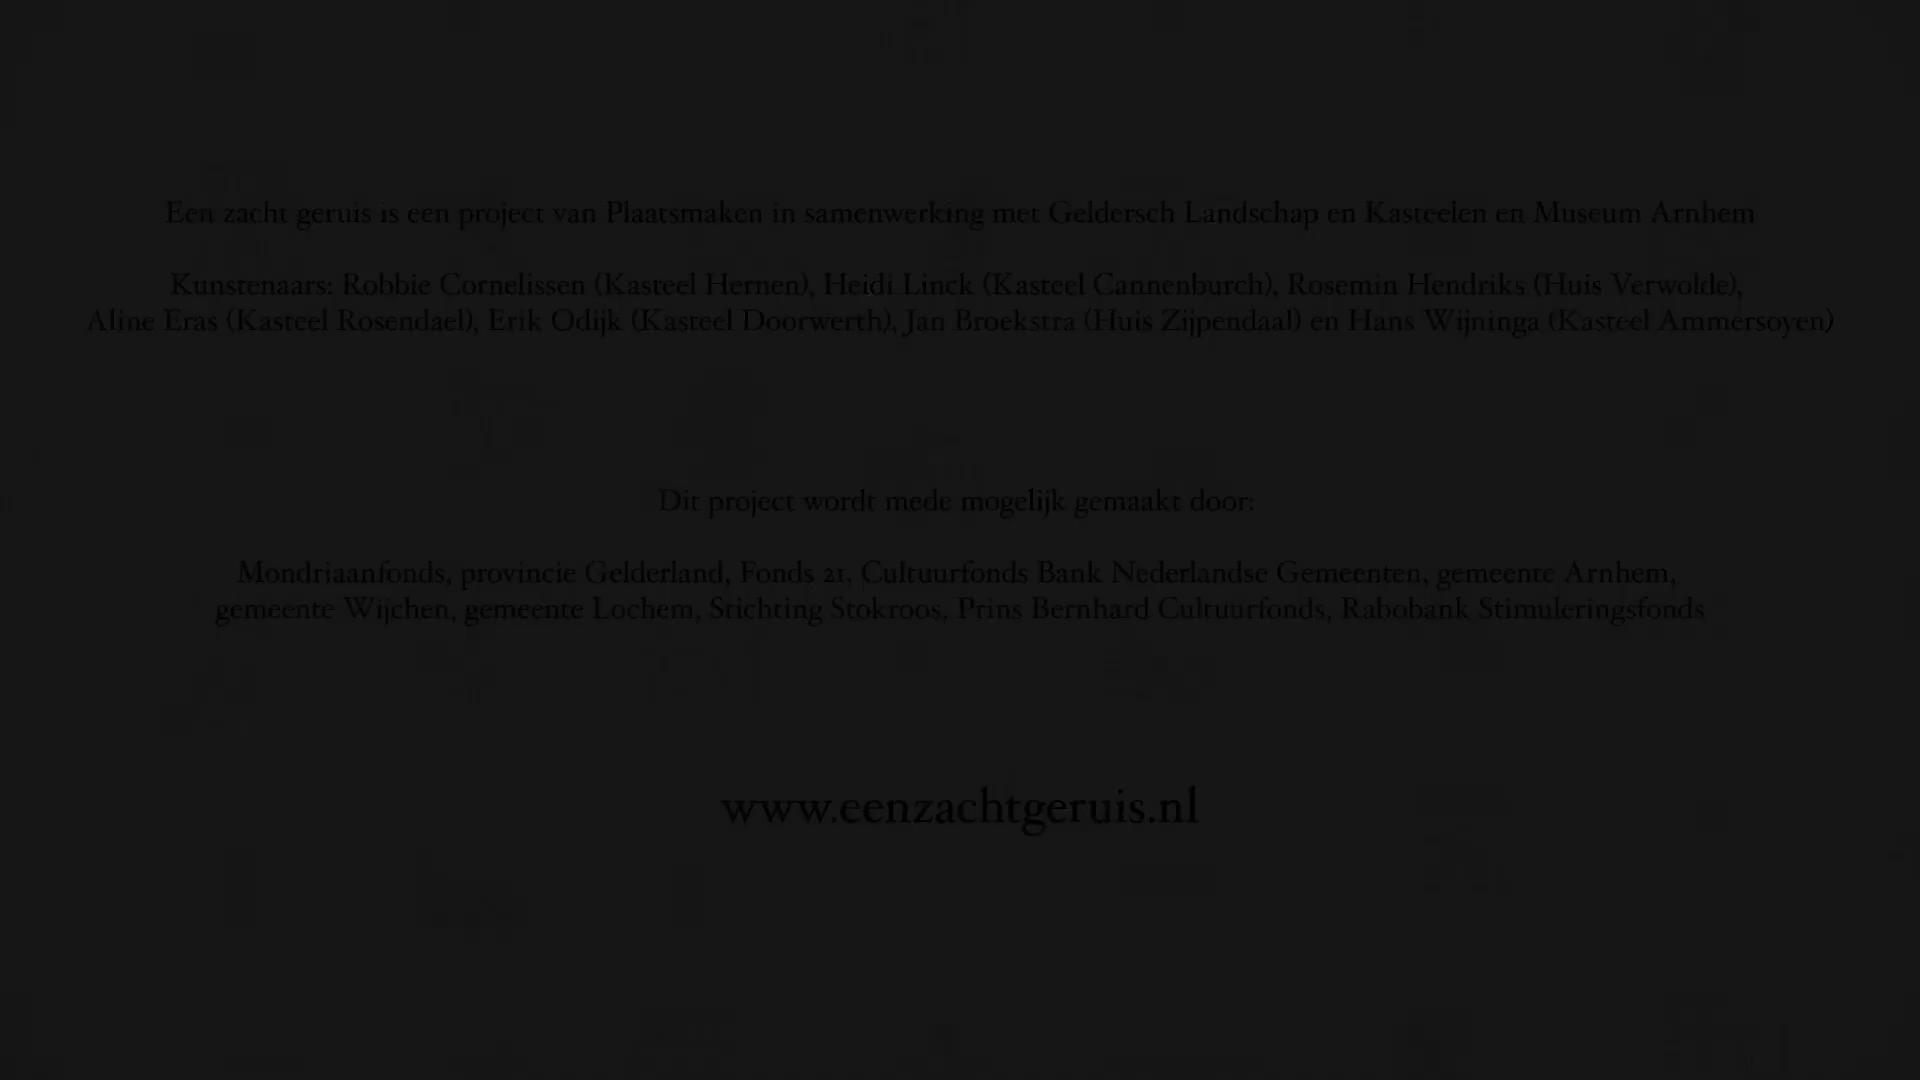 Een zacht geruis is een project van Plaatsmaken in samenwerking met Geldersch Landschap en Kasteelen en Museum Arnhem
Kunstenaars: Robbie Cornelissen (Kasteel Hernen), Heidi Linck (Kasteel Cannenburch), Rosemin Hendriks (Huis Verwolde),
Aline Eras (Kasteel Rosendael), Erik Odijk (Kasteel Doorwerth), Jan Broekstra (Huis Zijpendaal) en Hans Wijninga (Kasteel Ammersoyen)
Dit project wordt mede mogelijk gemaakt door:
Mondriaanfonds, provincie Gelderland, Fonds 21, Cultuurfonds Bank Nederlandse Gemeenten, gemeente Arnhem,
gemeente Wijchen, gemeente Lochem, Stichting Stokroos, Prins Bernhard Cultuurfonds, Rabobank Stimuleringsfonds
www.eenzachtgeruis.nl